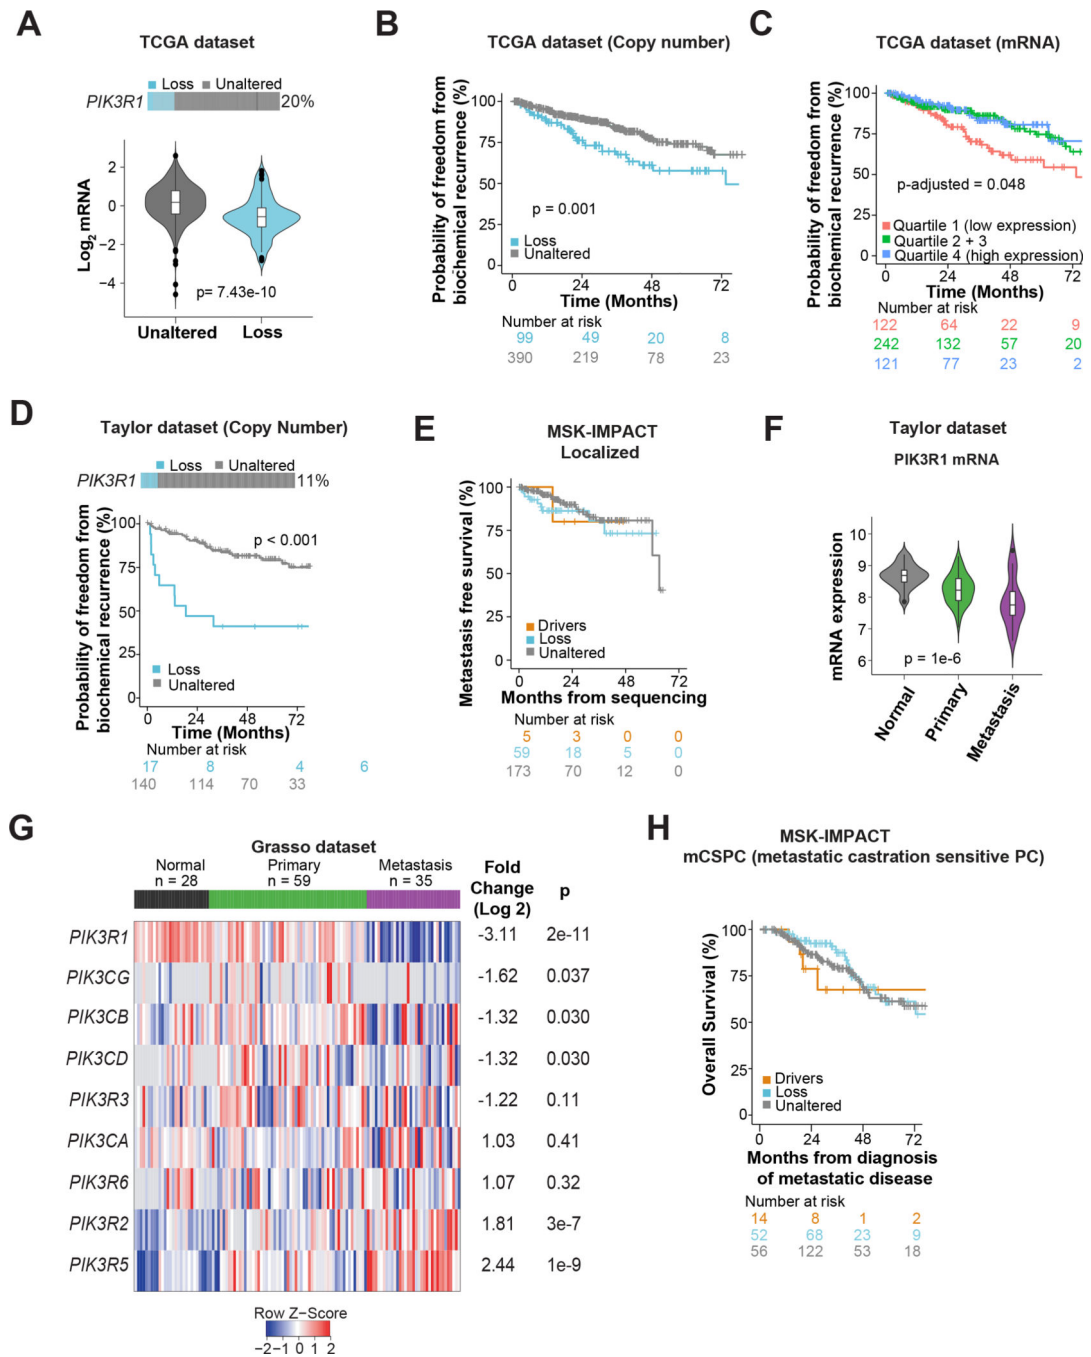 A
TCGA dataset
Loss Unaltered
PIK3R1 20%
Log2 mRNA
2
0
−2
−4
p= 7.43e-10
Unaltered Loss
B
TCGA dataset (Copy number)
Probability of freedom from
biochemical recurrence (%)
100
75
50
25
0
p = 0.001
Loss
Unaltered
0 24 48 72
Time (Months)
Number at risk
99 49 20 8
390 219 78 23
C
TCGA dataset (mRNA)
Probability of freedom from
biochemical recurrence (%)
100
75
50
25
0
p-adjusted = 0.048
Quartile 1 (low expression)
Quartile 2 + 3
Quartile 4 (high expression)
0 24 48 72
Time (Months)
Number at risk
122 64 22 9
242 132 57 20
121 77 23 2
D
Taylor dataset (Copy Number)
Loss Unaltered
PIK3R1 11%
Probability of freedom from
biochemical recurrence (%)
100
75
50
25
0
p < 0.001
Loss
Unaltered
0 24 48 72
Time (Months)
Number at risk
17 8 4 6
140 114 70 33
E
MSK-IMPACT
Localized
Metastasis free survival (%)
100
75
50
25
0
Drivers
Loss
Unaltered
0 24 48 72
Months from sequencing
Number at risk
5 3 0 0
59 18 5 0
173 70 12 0
F
Taylor dataset
PIK3R1 mRNA
mRNA expression
9
8
7
6
p = 1e-6
Normal
Primary
Metastasis
G
Grasso dataset
Normal Primary Metastasis
n = 28 n = 59 n = 35
Fold
Change
(Log 2)
p
PIK3R1 -3.11 2e-11
PIK3CG -1.62 0.037
PIK3CB -1.32 0.030
PIK3CD -1.32 0.030
PIK3R3 -1.22 0.11
PIK3CA 1.03 0.41
PIK3R6 1.07 0.32
PIK3R2 1.81 3e-7
PIK3R5 2.44 1e-9
Row Z−Score
−2 −1 0 1 2
H
MSK-IMPACT
mCSPC (metastatic castration sensitive PC)
Overall Survival (%)
100
75
50
25
0
Drivers
Loss
Unaltered
0 24 48 72
Months from diagnosis
of metastatic disease
Number at risk
14 8 1 2
52 68 23 9
56 122 53 18